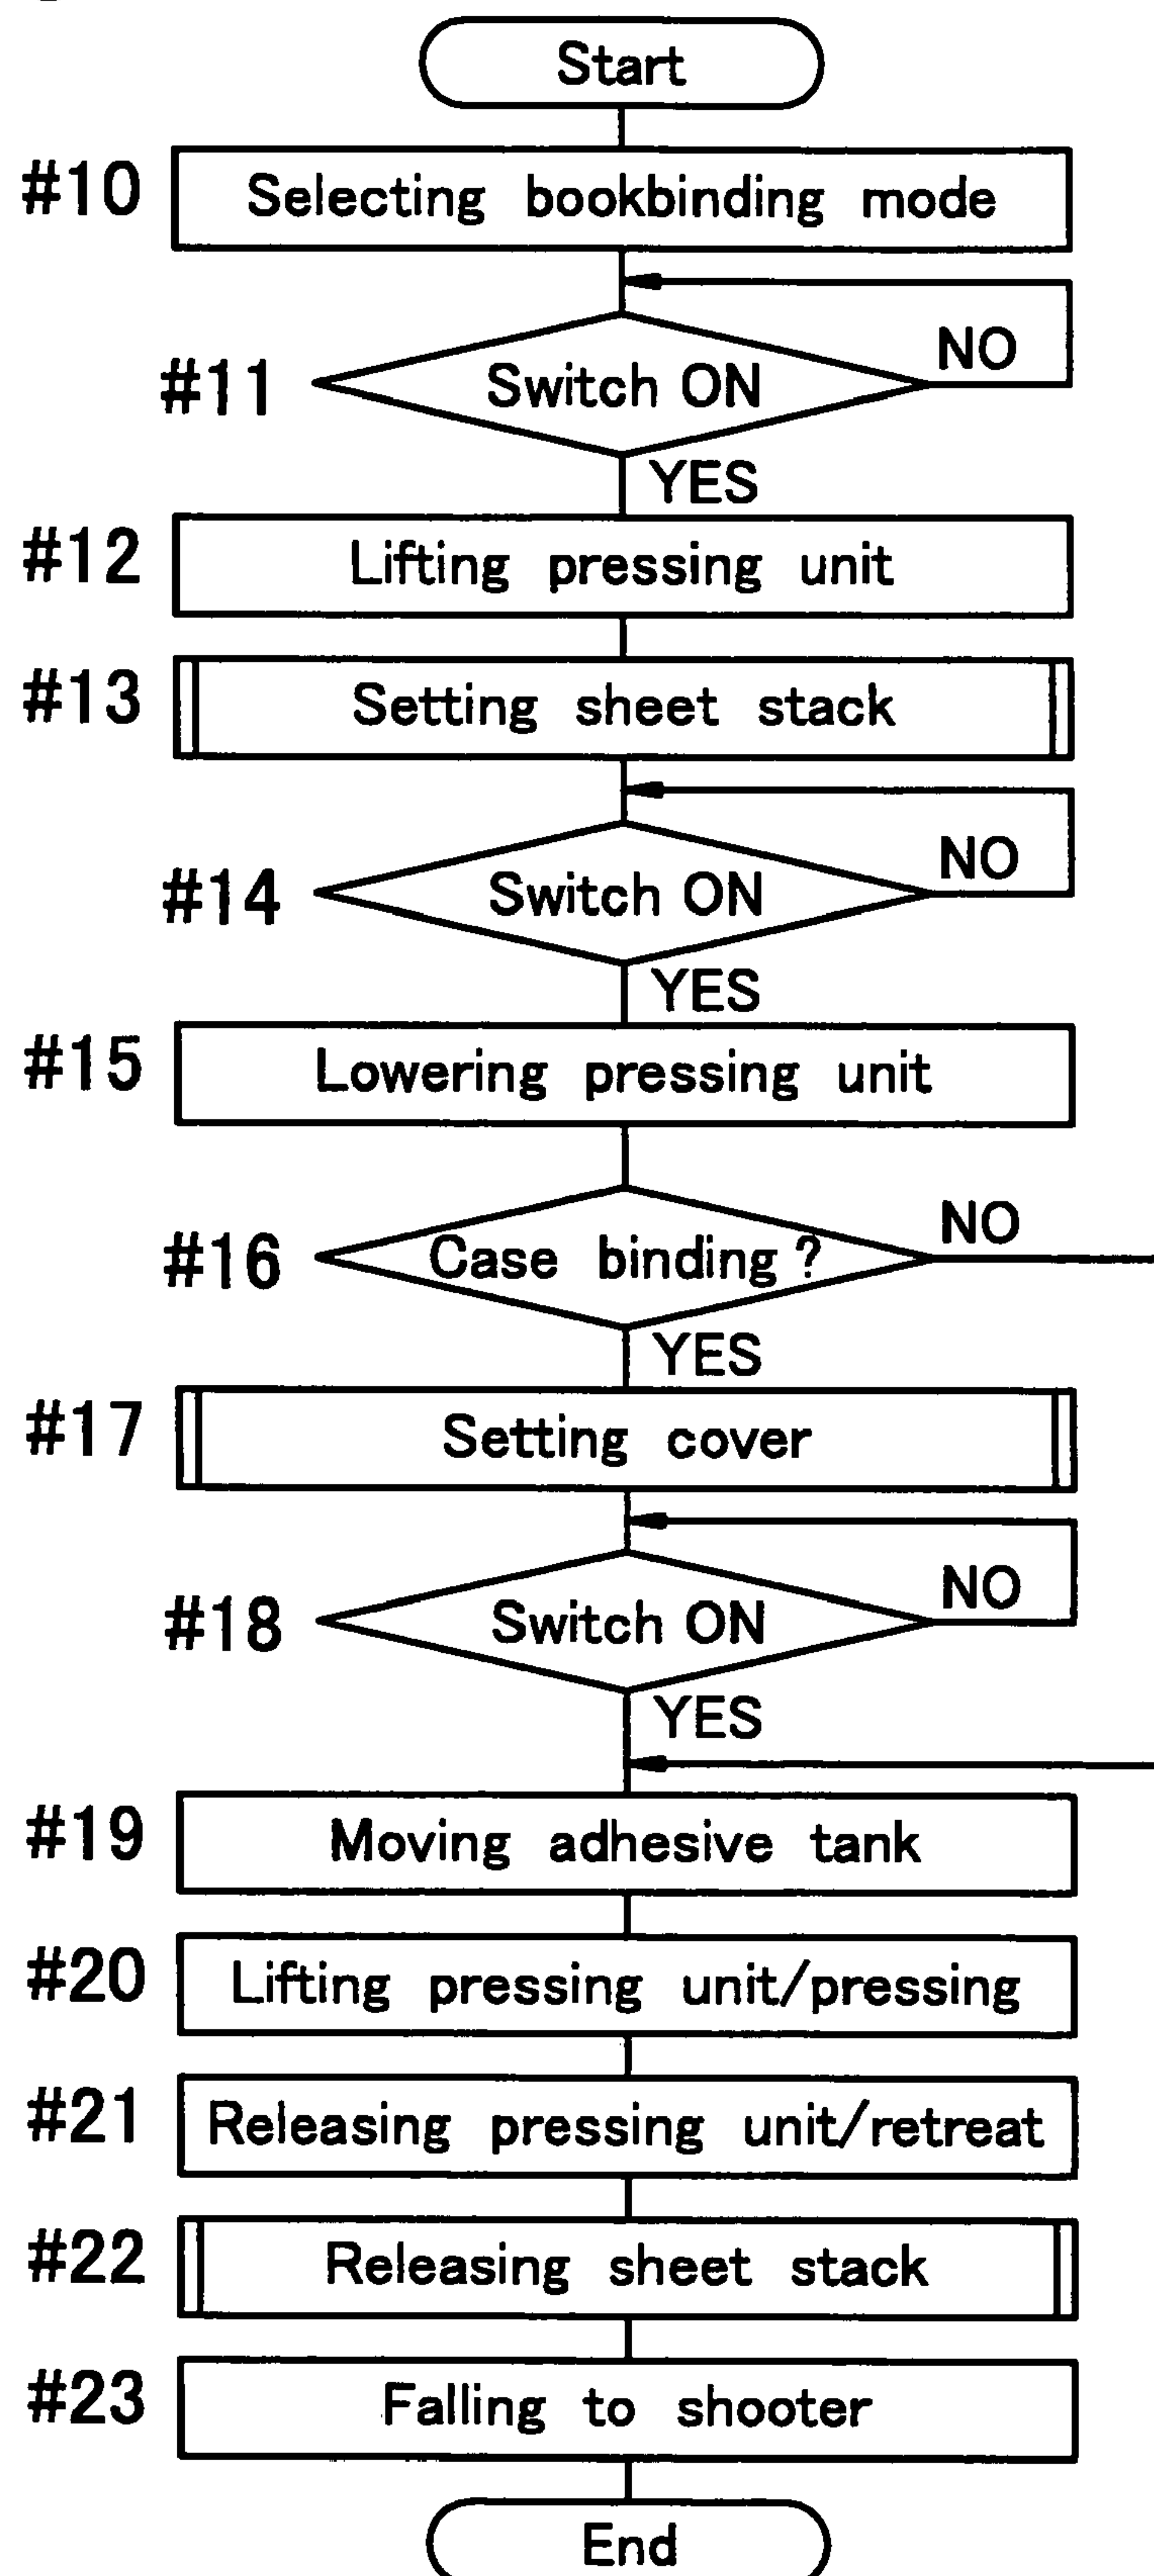 Start
#10 Selecting bookbinding mode
NO
#11 Switch ON
YES
#12 Lifting pressing unit
#13 Setting sheet stack
NO
#14 Switch ON
YES
#15 Lowering pressing unit
NO
#16 Case binding ?
YES
#17 Setting cover
NO
#18 Switch ON
YES
#19 Moving adhesive tank
#20 Lifting pressing unit/pressing
#21 Releasing pressing unit/retreat
#22 Releasing sheet stack
#23 Falling to shooter
End